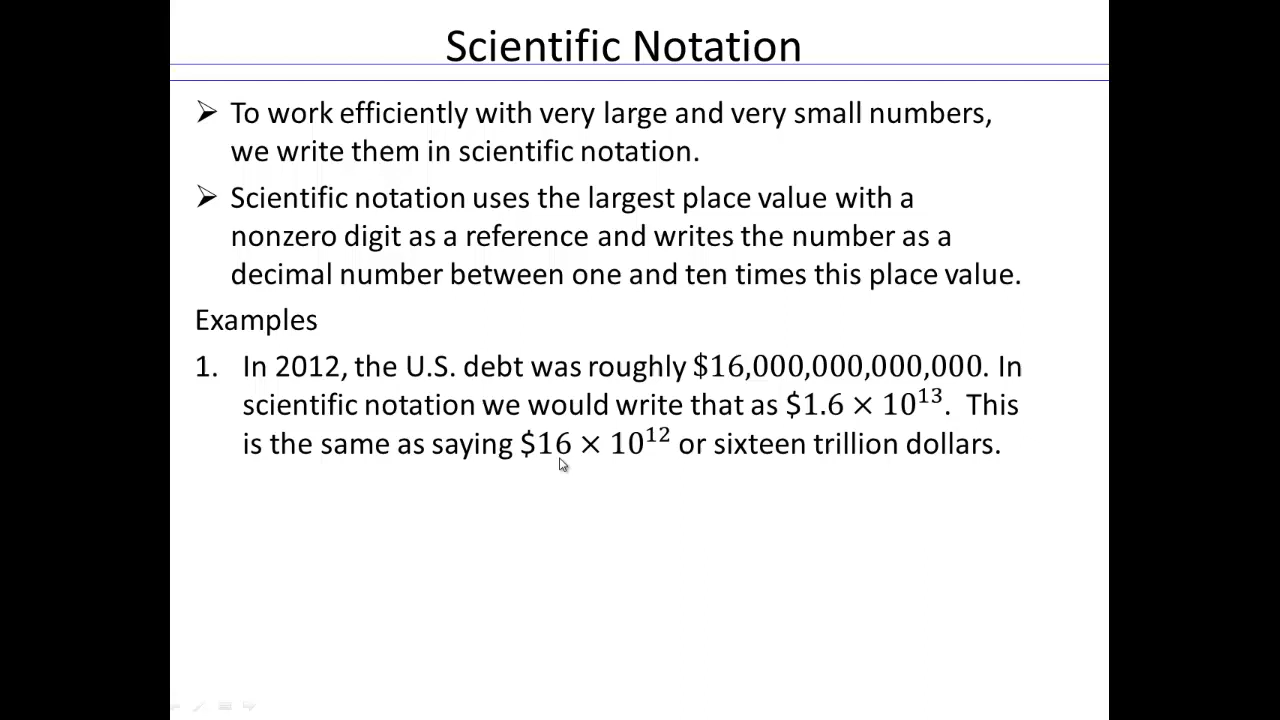 Scientific Notation
➢ To work efficiently with very large and very small numbers,
we write them in scientific notation.
➢ Scientific notation uses the largest place value with a
nonzero digit as a reference and writes the number as a
decimal number between one and ten times this place value.
Examples
1. In 2012, the U.S. debt was roughly $16,000,000,000,000. In
scientific notation we would write that as $1.6 × 10¹³. This
is the same as saying $16 × 10¹² or sixteen trillion dollars.